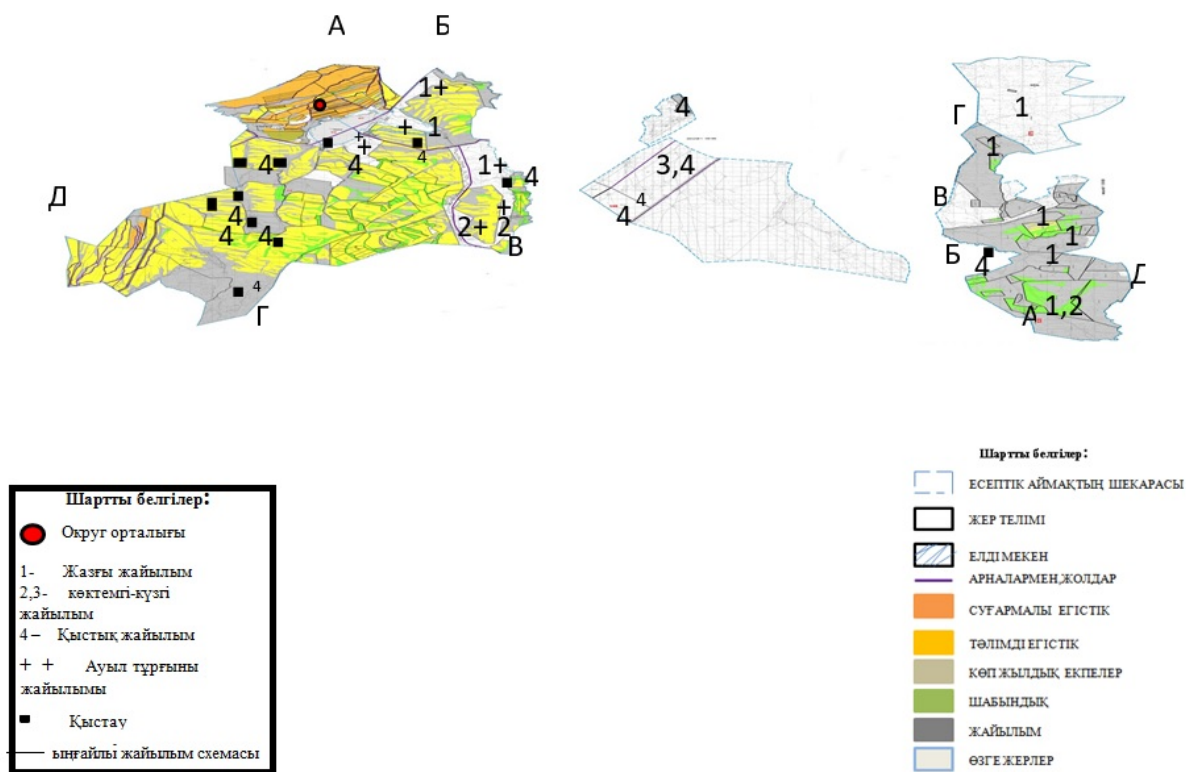 А Б
1+
4
1
Г
+ 1
+
+
4 4 4
1+
4
3,4
4
4
1
Д
В
4
4 4
+
2+ 2
В
1
1
Б
1
4
Д
4
Г
1,2
А
Шартты белгілер:
Округ орталығы
1- Жазғы жайылым
2,3- көктемгі-күзгі
жайылым
4 – Қыстық жайылым
+ + Ауыл тұрғыны
жайылымы
Қыстау
ыңғайлы жайылым схемасы
Шартты белгілер:
ЕСЕПТІК АЙМАҚТЫҢ ШЕКАРАСЫ
ЖЕР ТЕЛІМІ
ЕЛДІ МЕКЕН
АРНАЛАРМЕН,ЖОЛДАР
СУҒАРМАЛЫ ЕГІСТІК
ТӘЛІМДІ ЕГІСТІК
КӨП ЖЫЛДЫҚ ЕКПЕЛЕР
ШАБЫНДЫҚ
ЖАЙЫЛЫМ
ӨЗГЕ ЖЕРЛЕР